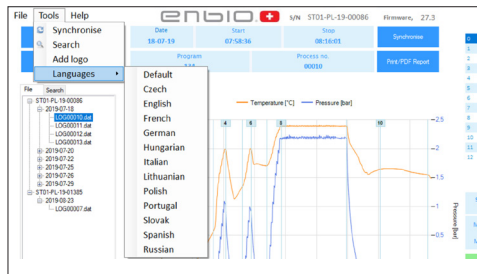 File Tools Help
enbio
S/N ST01-PL-19-00086 Firmware, 27.3
Synchronise
Search
Add logo
Languages
Date
18-07-19
Start
07:58:36
Stop
08:16:01
Synchronise
Program
134
Process no.
00010
Print/PDF Report
Default
Czech
English
French
German
Hungarian
Italian
Lithuanian
Polish
Portugal
Slovak
Spanish
Russian
File Search
ST01-PL-19-00086
2019-07-18
LOG00010.dat
LOG00011.dat
LOG00012.dat
LOG00013.dat
2019-07-20
2019-07-22
2019-07-25
2019-07-26
2019-07-29
ST01-PL-19-01385
2019-08-23
LOG00007.dat
Temperature [°C] Pressure [bar]
4 6 9 10
2.5
2
1.5
1
0.5
Pressure [bar]
0
1
2
3
4
5
6
7
8
9
10
11
12